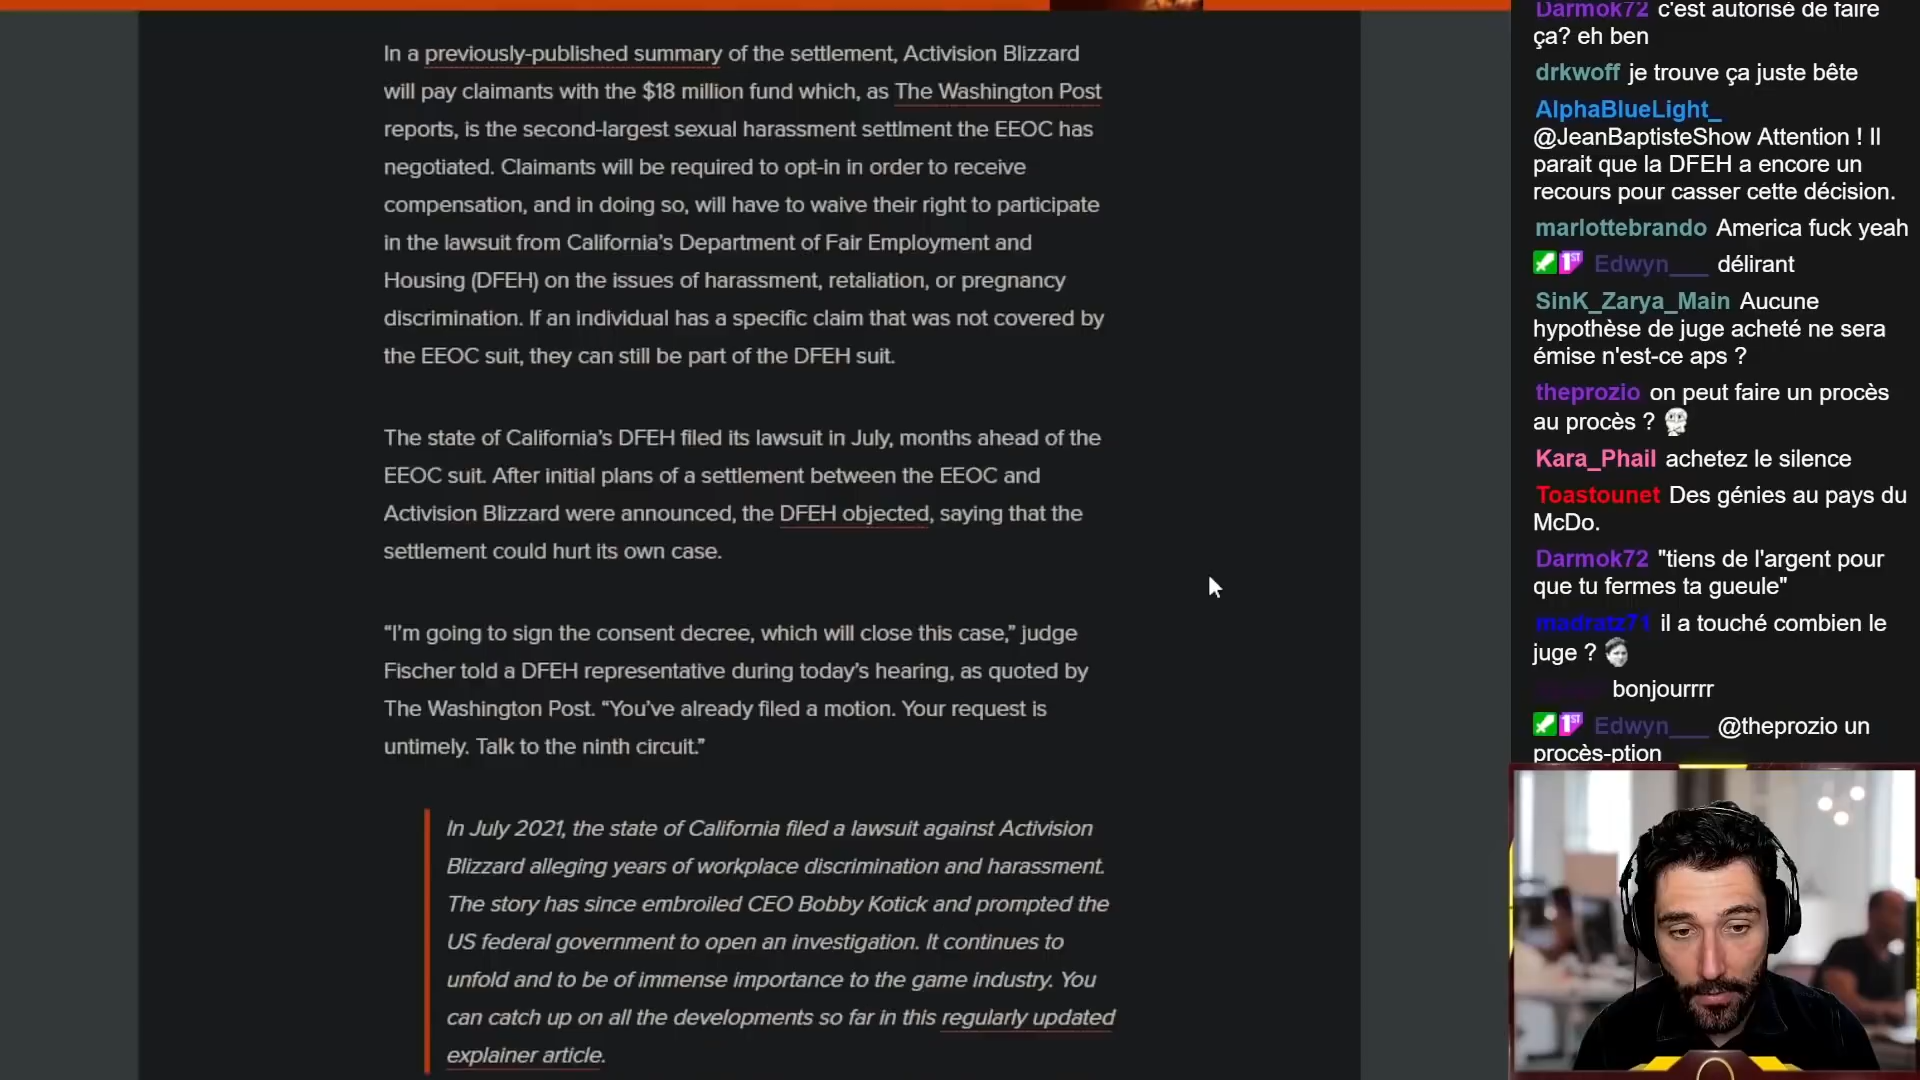 In a previously-published summary of the settlement, Activision Blizzard
will pay claimants with the $18 million fund which, as The Washington Post
reports, is the second-largest sexual harassment settlment the EEOC has
negotiated. Claimants will be required to opt-in in order to receive
compensation, and in doing so, will have to waive their right to participate
in the lawsuit from California’s Department of Fair Employment and
Housing (DFEH) on the issues of harassment, retaliation, or pregnancy
discrimination. If an individual has a specific claim that was not covered by
the EEOC suit, they can still be part of the DFEH suit.
The state of California’s DFEH filed its lawsuit in July, months ahead of the
EEOC suit. After initial plans of a settlement between the EEOC and
Activision Blizzard were announced, the DFEH objected, saying that the
settlement could hurt its own case.
“I’m going to sign the consent decree, which will close this case,” judge
Fischer told a DFEH representative during today’s hearing, as quoted by
The Washington Post. “You’ve already filed a motion. Your request is
untimely. Talk to the ninth circuit.”
In July 2021, the state of California filed a lawsuit against Activision
Blizzard alleging years of workplace discrimination and harassment.
The story has since embroiled CEO Bobby Kotick and prompted the
US federal government to open an investigation. It continues to
unfold and to be of immense importance to the game industry. You
can catch up on all the developments so far in this regularly updated
explainer article.
Darmok72 c'est autorisé de faire
ça? eh ben
drkwoff je trouve ça juste bête
AlphaBlueLight_
@JeanBaptisteShow Attention ! Il
parait que la DFEH a encore un
recours pour casser cette décision.
marlottebrando America fuck yeah
1ST Edwyn___ délirant
SinK_Zarya_Main Aucune
hypothèse de juge acheté ne sera
émise n'est-ce aps ?
theprozio on peut faire un procès
au procès ?
Kara_Phail achetez le silence
Toastounet Des génies au pays du
McDo.
Darmok72 "tiens de l'argent pour
que tu fermes ta gueule"
madratz71 il a touché combien le
juge ?
bonjourrrr
1ST Edwyn___ @theprozio un
procès-ption